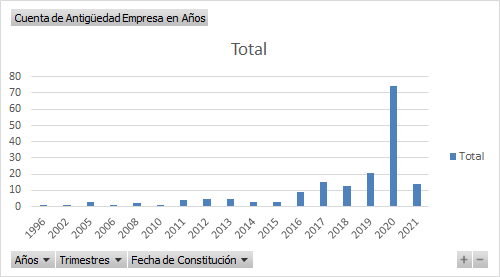 Cuenta de Antigüedad Empresa en Años
Total
80
70
60
50
40
30
20
10
0
1996 2002 2005 2006 2008 2010 2011 2012 2013 2014 2015 2016 2017 2018 2019 2020 2021
Total
Años Trimestres Fecha de Constitución
+ −